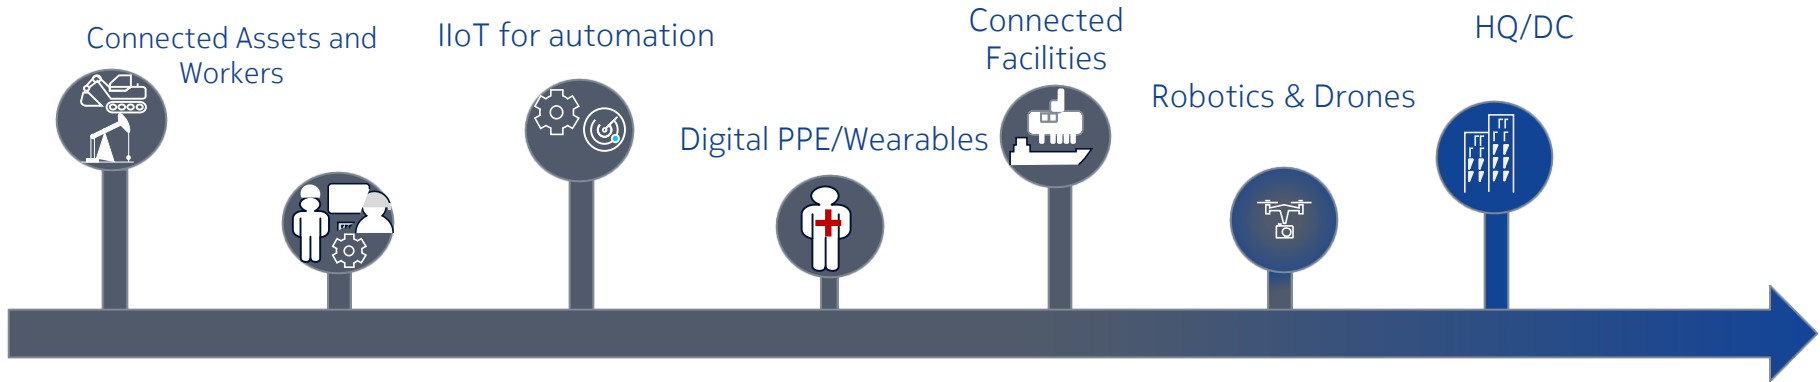 Connected Assets and
Workers
IIoT for automation
Digital PPE/Wearables
Connected
Facilities
Robotics & Drones
HQ/DC